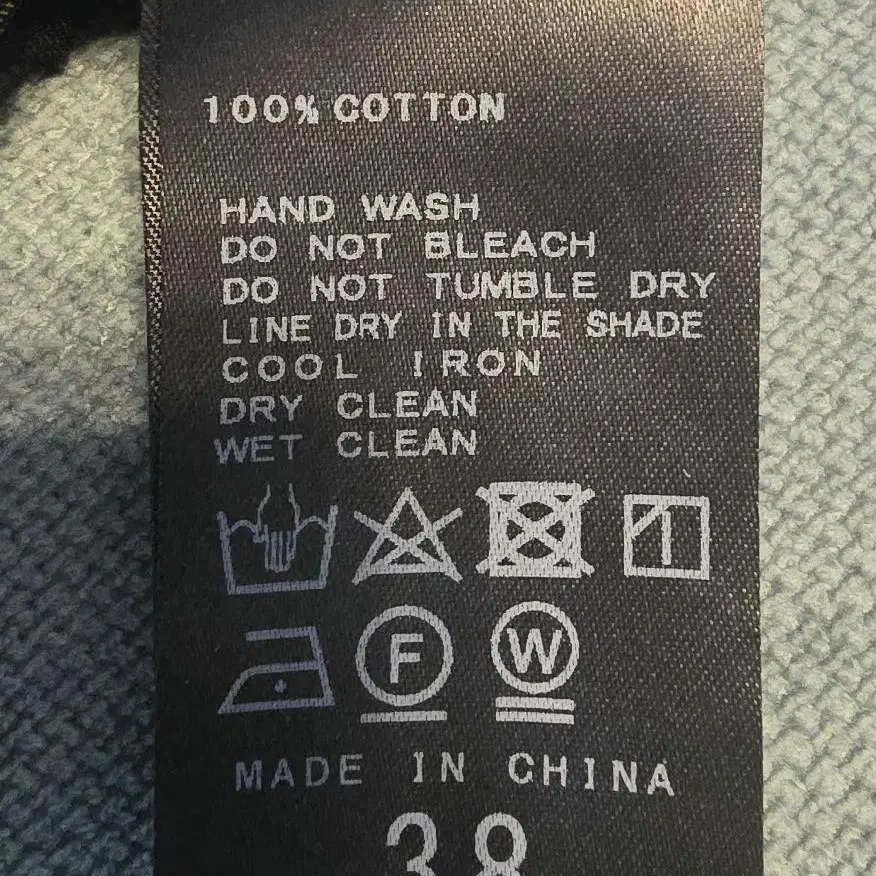 100% COTTON
HAND WASH
DO NOT BLEACH
DO NOT TUMBLE DRY
LINE DRY IN THE SHADE
COOL IRON
DRY CLEAN
WET CLEAN
F W
MADE IN CHINA
38